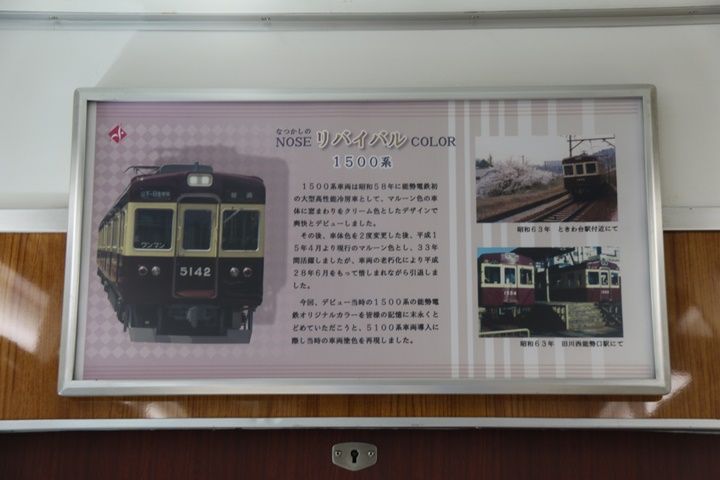 なつかしの
NOSE リバイバル COLOR
1500系
1500系車両は昭和58年に能勢電鉄初
の大型高性能冷房車として、マルーン色の車
体に窓まわりをクリーム色としたデザインで
爽快とデビューしました。
その後、車体色を2度変更した後、平成1
5年4月より現行のマルーン色とし、33年
間活躍しましたが、車両の老朽化により平成
28年6月をもって惜しまれながら引退しま
した。
今回、デビュー当時の1500系の能勢電
鉄オリジナルカラーを皆様の記憶に末永くと
どめていただこうと、5100系車両導入に
際し当時の車両塗色を再現しました。
普通
ワンマン
5142
昭和63年 ときわ台駅付近にて
昭和63年 旧川西能勢口駅にて